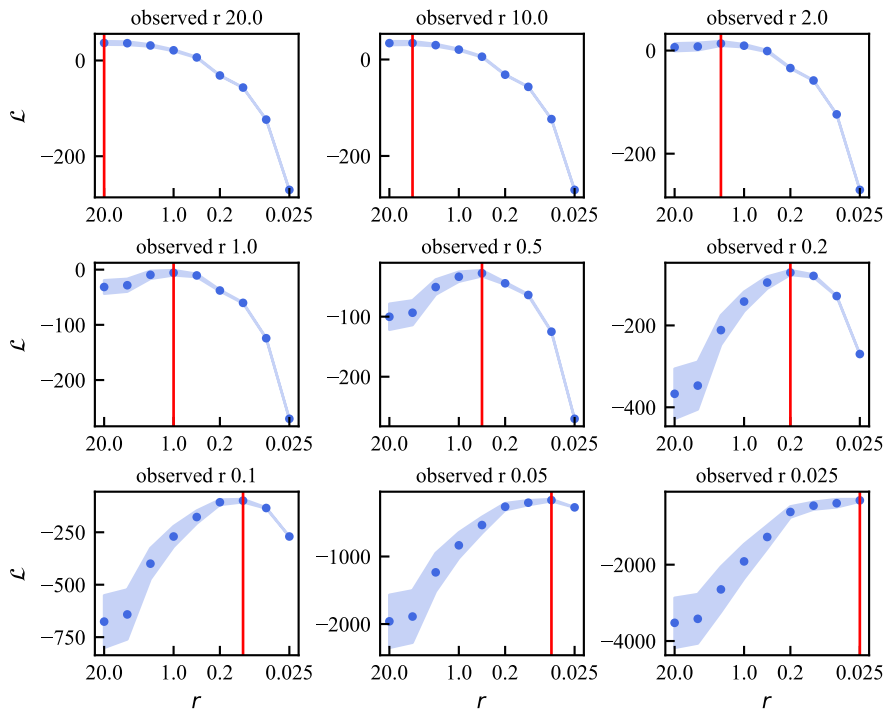 observed r 20.0
observed r 10.0
observed r 2.0
ℒ
0
−200
0
−200
0
−200
20.0 1.0 0.2 0.025
20.0 1.0 0.2 0.025
20.0 1.0 0.2 0.025
observed r 1.0
observed r 0.5
observed r 0.2
ℒ
0
−100
−200
−100
−200
−200
−400
20.0 1.0 0.2 0.025
20.0 1.0 0.2 0.025
20.0 1.0 0.2 0.025
observed r 0.1
observed r 0.05
observed r 0.025
ℒ
−250
−500
−750
−1000
−2000
−2000
−4000
20.0 1.0 0.2 0.025
20.0 1.0 0.2 0.025
20.0 1.0 0.2 0.025
r
r
r